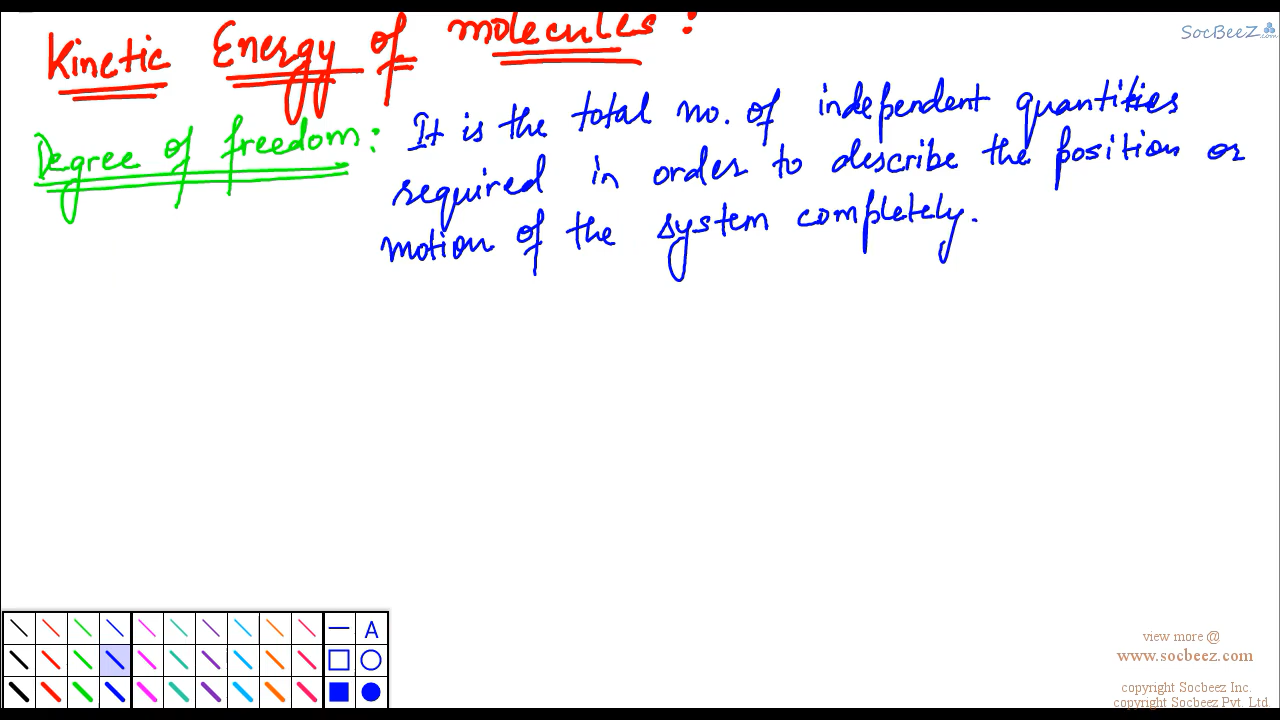 SocBeeZ.com
Kinetic Energy of molecules:
Degree of freedom: It is the total no. of independent quantities
required in order to describe the position or
motion of the system completely.
A
view more @
www.socbeez.com
copyright Socbeez Inc.
copyright Socbeez Pvt. Ltd.